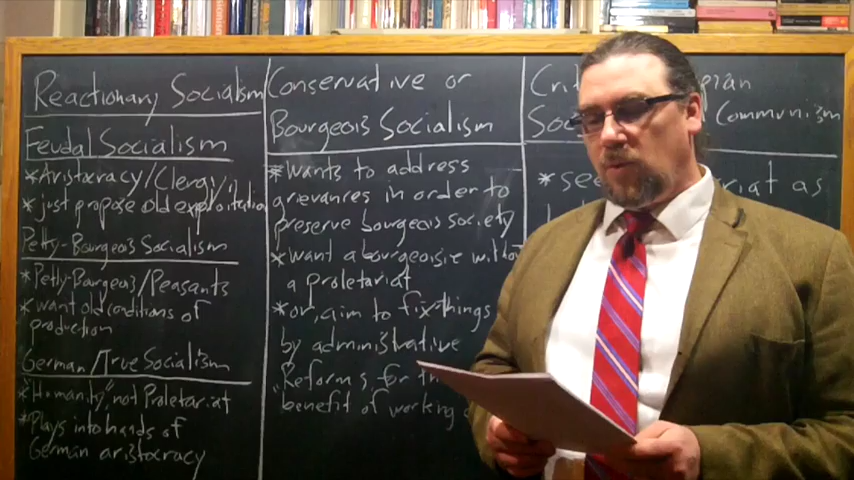 Reactionary Socialism
Feudal Socialism
*Aristocracy/Clergy
*just propose old exploitation
Petty-Bourgeois Socialism
*Petty-Bourgeois/Peasants
*want old conditions of
production
German/True Socialism
*"Humanity", not Proletariat
*Plays into hands of
German aristocracy
Conservative or
Bourgeois Socialism
*Wants to address
grievances in order to
preserve bourgeois society
*want a bourgeoisie
a proletariat
*or, aim to fix things
by administrative
"Reforms" for
benefit of working
Communism
*see as